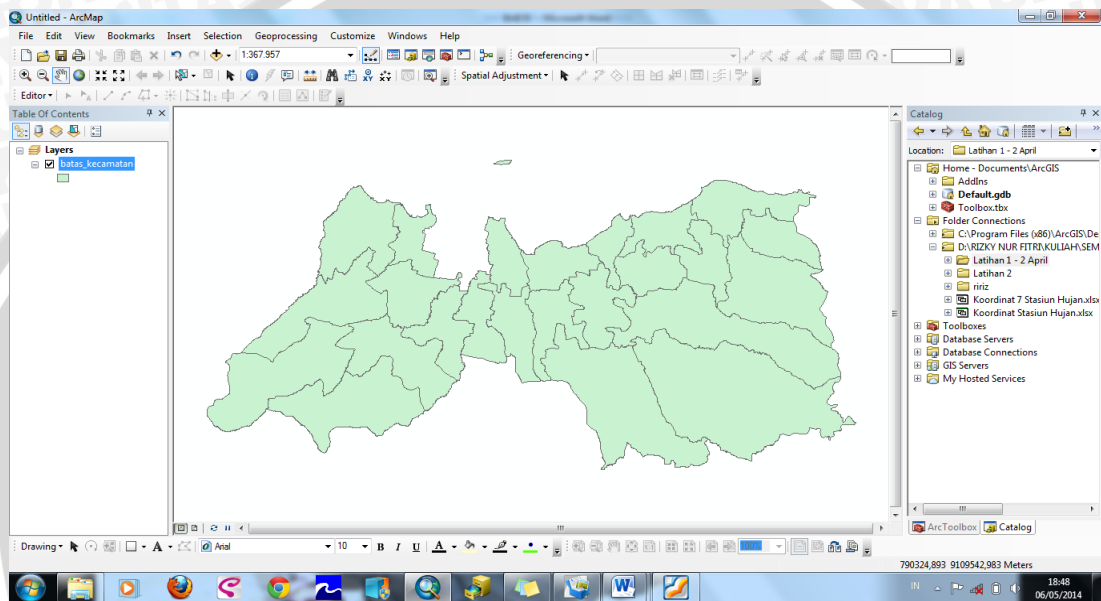 Untitled - ArcMap
File Edit View Bookmarks Insert Selection Geoprocessing Customize Windows Help
1:367.957
Georeferencing
Spatial Adjustment
Editor
Table Of Contents
Layers
batas_kecamatan
Catalog
Location: Latihan 1 - 2 April
Home - Documents\ArcGIS
AddIns
Default.gdb
Toolbox.tbx
Folder Connections
C:\Program Files (x86)\ArcGIS\De
D:\RIZKY NUR FITRI\KULIAH\SEM
Latihan 1 - 2 April
Latihan 2
ririz
Koordinat 7 Stasiun Hujan.xlsx
Koordinat Stasiun Hujan.xlsx
Toolboxes
Database Servers
Database Connections
GIS Servers
My Hosted Services
ArcToolbox Catalog
Drawing A Arial 10 B I U A 100%
790324,893 9109542,983 Meters
IN 18:48
06/05/2014